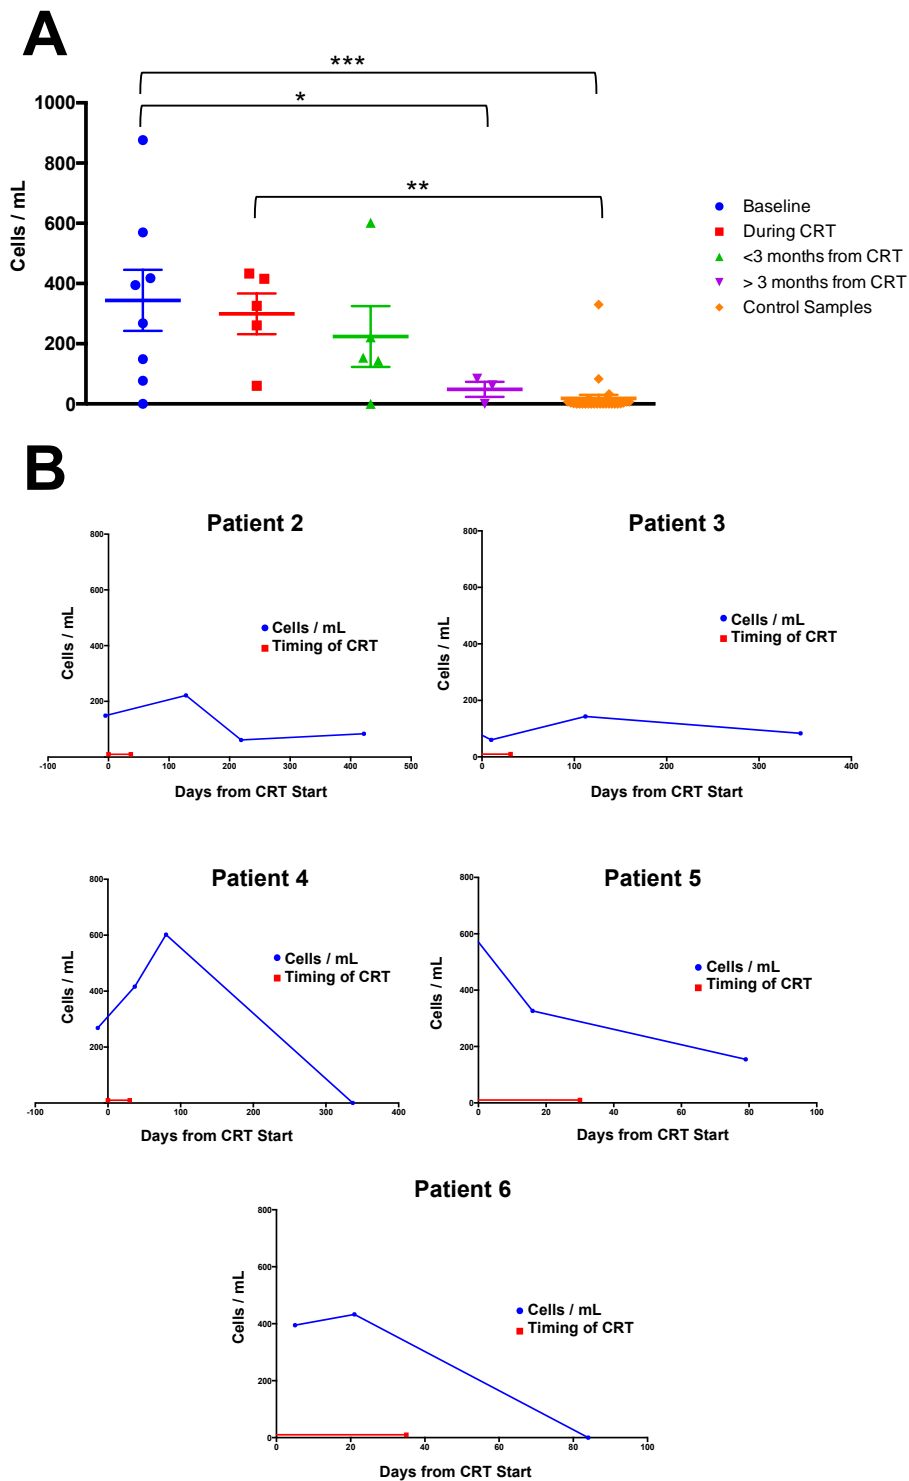 A
***
*
**
1000
800
600
400
200
0
Cells / mL
Baseline
During CRT
<3 months from CRT
> 3 months from CRT
Control Samples
B
Patient 2
800
600
400
200
Cells / mL
Cells / mL
Timing of CRT
-100 0 100 200 300 400 500
Days from CRT Start
Patient 3
800
600
400
200
0
Cells / mL
Cells / mL
Timing of CRT
0 100 200 300 400
Days from CRT Start
Patient 4
800
600
400
200
Cells / mL
Cells / mL
Timing of CRT
-100 0 100 200 300 400
Days from CRT Start
Patient 5
800
600
400
200
0
Cells / mL
Cells / mL
Timing of CRT
0 20 40 60 80 100
Days from CRT Start
Patient 6
800
600
400
200
0
Cells / mL
Cells / mL
Timing of CRT
0 20 40 60 80 100
Days from CRT Start